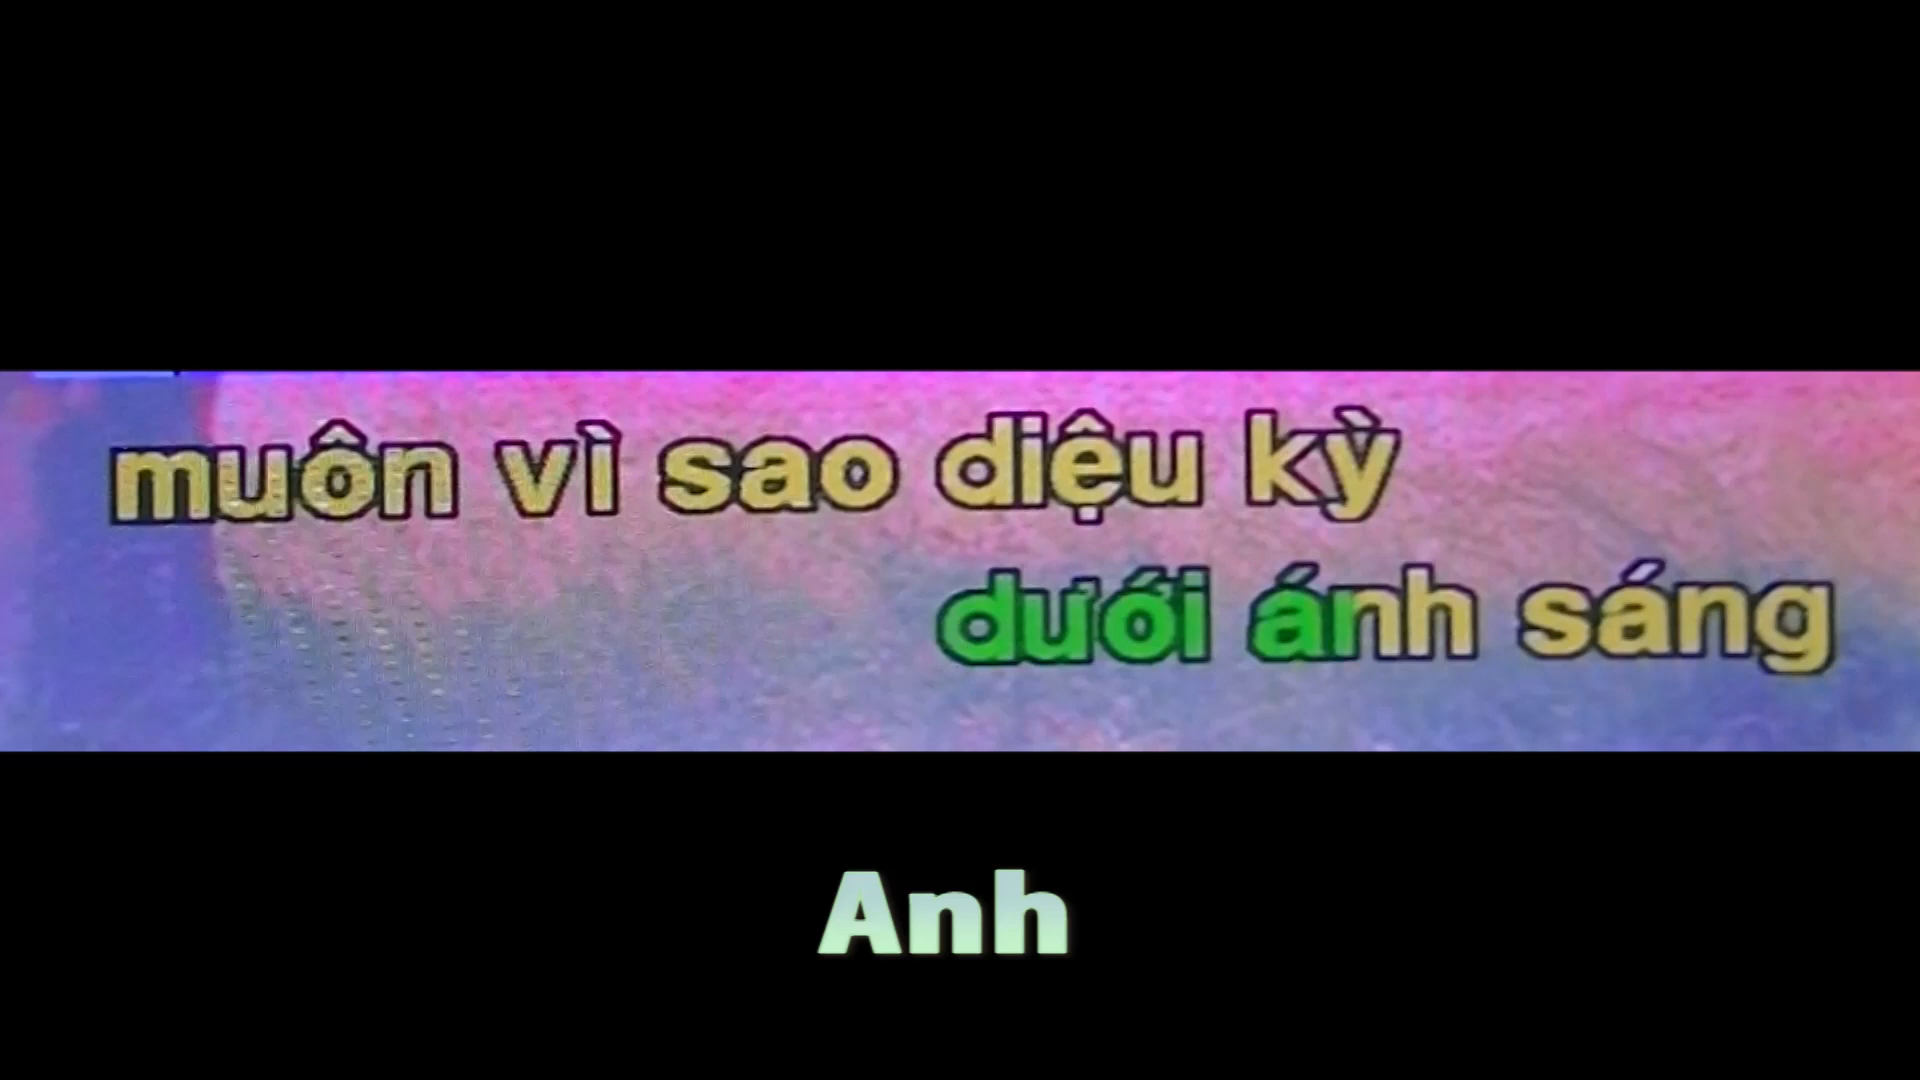 muôn vì sao diệu kỳ
dưới ánh sáng
Anh